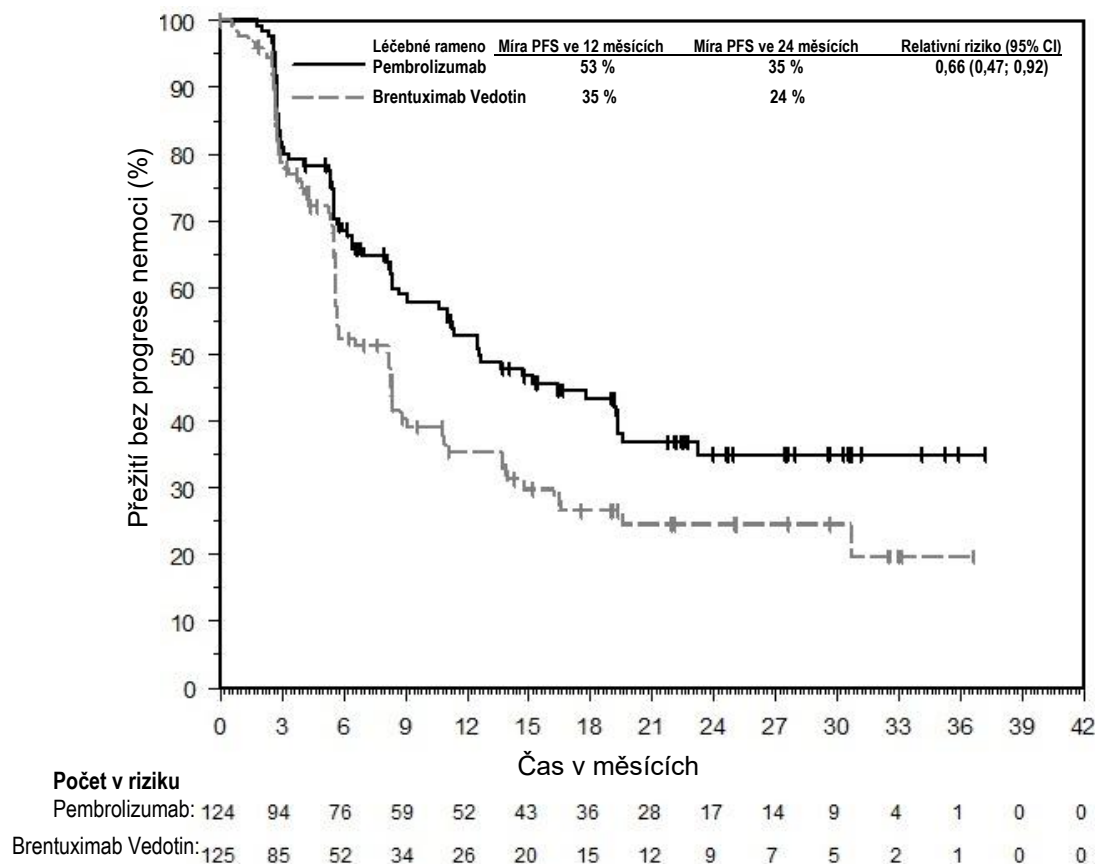 100
90
80
70
60
50
40
30
20
10
0
Přežití bez progrese nemoci (%)
Léčebné rameno Míra PFS ve 12 měsících Míra PFS ve 24 měsících Relativní riziko (95% CI)
Pembrolizumab 53 % 35 % 0,66 (0,47; 0,92)
Brentuximab Vedotin 35 % 24 %
0 3 6 9 12 15 18 21 24 27 30 33 36 39 42
Čas v měsících
Počet v riziku
Pembrolizumab: 124 94 76 59 52 43 36 28 17 14 9 4 1 0 0
Brentuximab Vedotin: 125 85 52 34 26 20 15 12 9 7 5 2 1 0 0